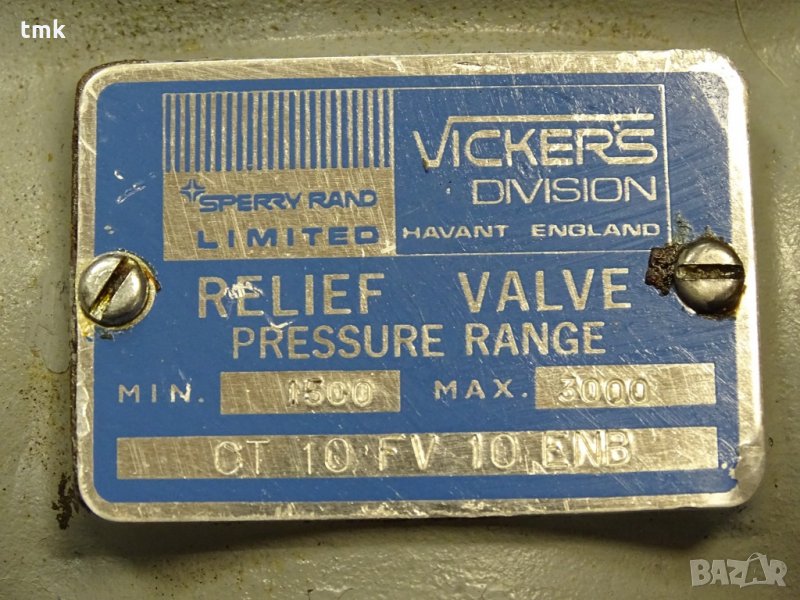 tmk
VICKERS
DIVISION
SPERRY RAND
LIMITED
HAVANT ENGLAND
RELIEF VALVE
PRESSURE RANGE
MIN. 1500 MAX. 3000
CT 10 FV 10 ENB
BAZAR